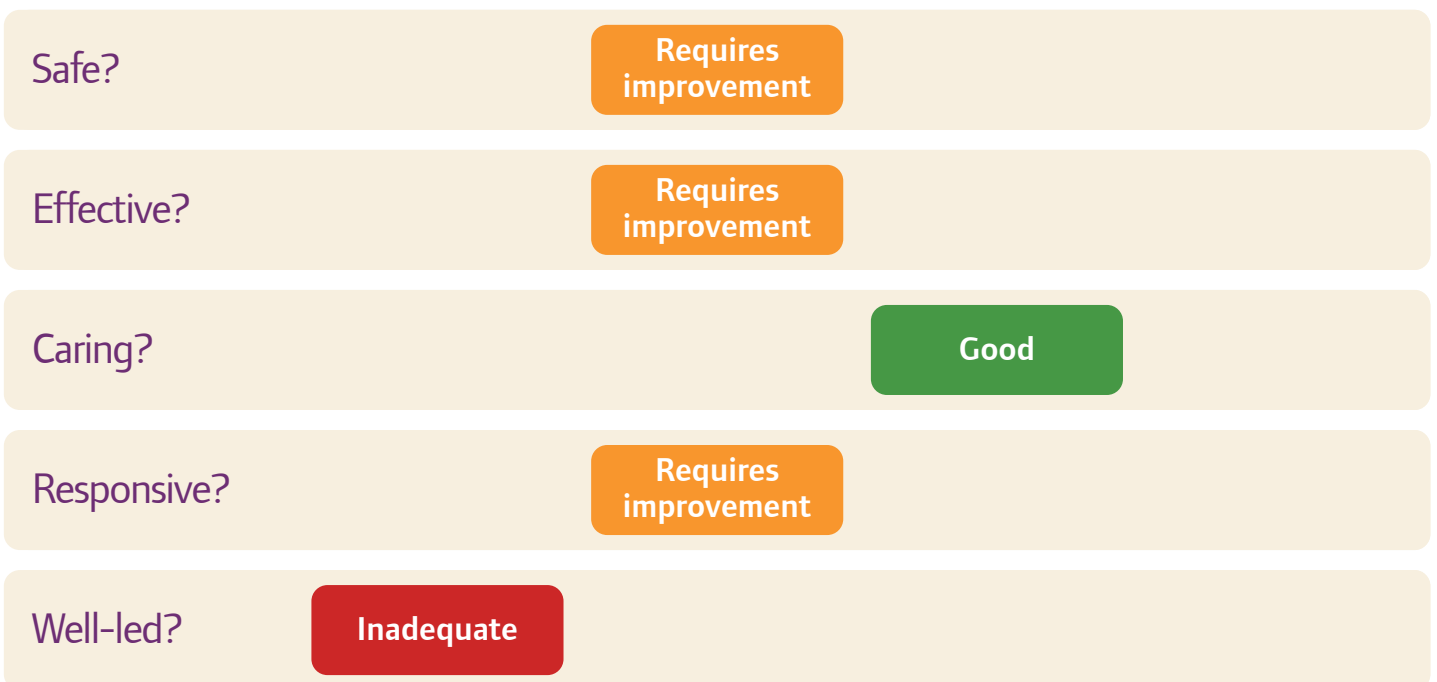 Safe?
Requires
improvement
Effective?
Requires
improvement
Caring?
Good
Responsive?
Requires
improvement
Well-led?
Inadequate